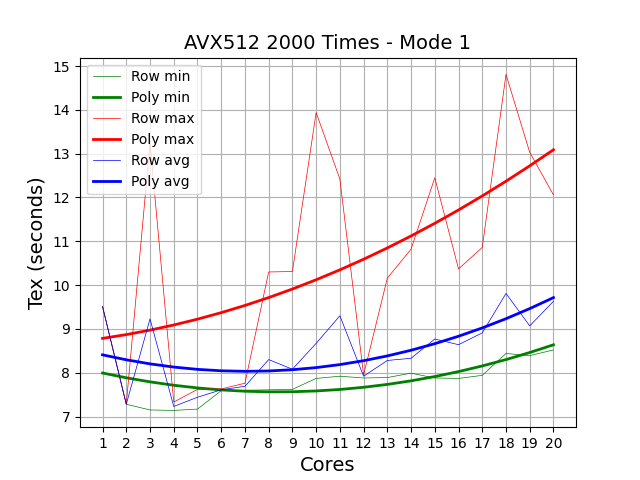 AVX512 2000 Times - Mode 1
Tex (seconds)
15
14
13
12
11
10
9
8
7
Row min
Poly min
Row max
Poly max
Row avg
Poly avg
1 2 3 4 5 6 7 8 9 10 11 12 13 14 15 16 17 18 19 20
Cores